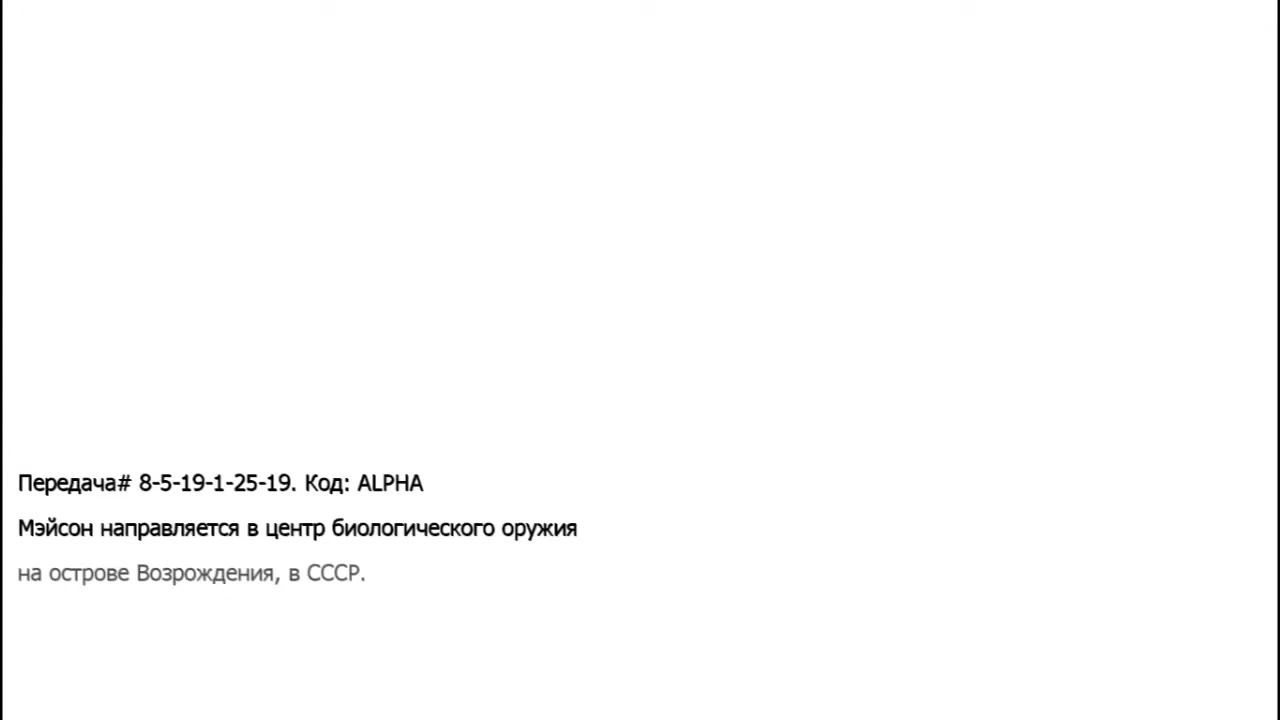 Передача# 8-5-19-1-25-19. Код: ALPHA
Мэйсон направляется в центр биологического оружия
на острове Возрождения, в СССР.